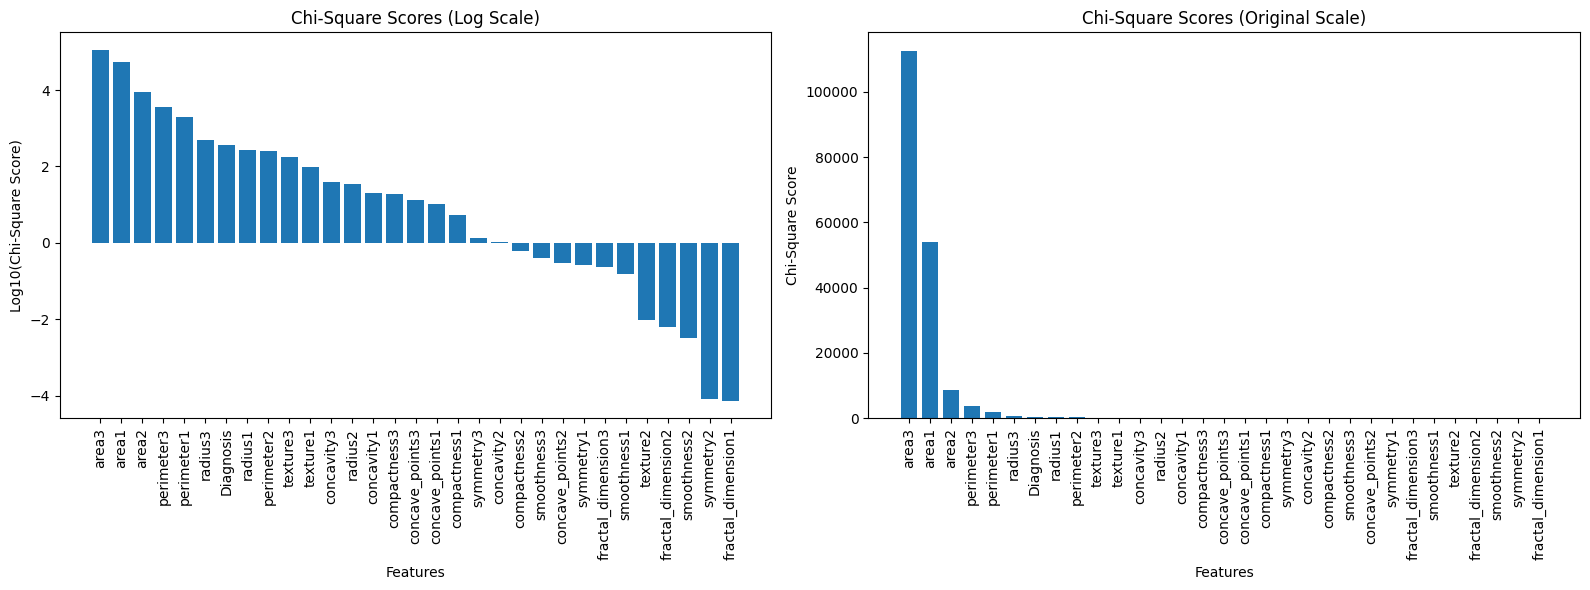 Chi-Square Scores (Log Scale)
Log10(Chi-Square Score)
4
2
0
−2
−4
area3
area1
area2
perimeter3
perimeter1
radius3
Diagnosis
radius1
perimeter2
texture3
texture1
concavity3
radius2
concavity1
compactness3
concave_points3
concave_points1
compactness1
symmetry3
concavity2
compactness2
smoothness3
concave_points2
symmetry1
fractal_dimension3
smoothness1
texture2
fractal_dimension2
smoothness2
symmetry2
fractal_dimension1
Features
Chi-Square Scores (Original Scale)
Chi-Square Score
100000
80000
60000
40000
20000
0
area3
area1
area2
perimeter3
perimeter1
radius3
Diagnosis
radius1
perimeter2
texture3
texture1
concavity3
radius2
concavity1
compactness3
concave_points3
concave_points1
compactness1
symmetry3
concavity2
compactness2
smoothness3
concave_points2
symmetry1
fractal_dimension3
smoothness1
texture2
fractal_dimension2
smoothness2
symmetry2
fractal_dimension1
Features